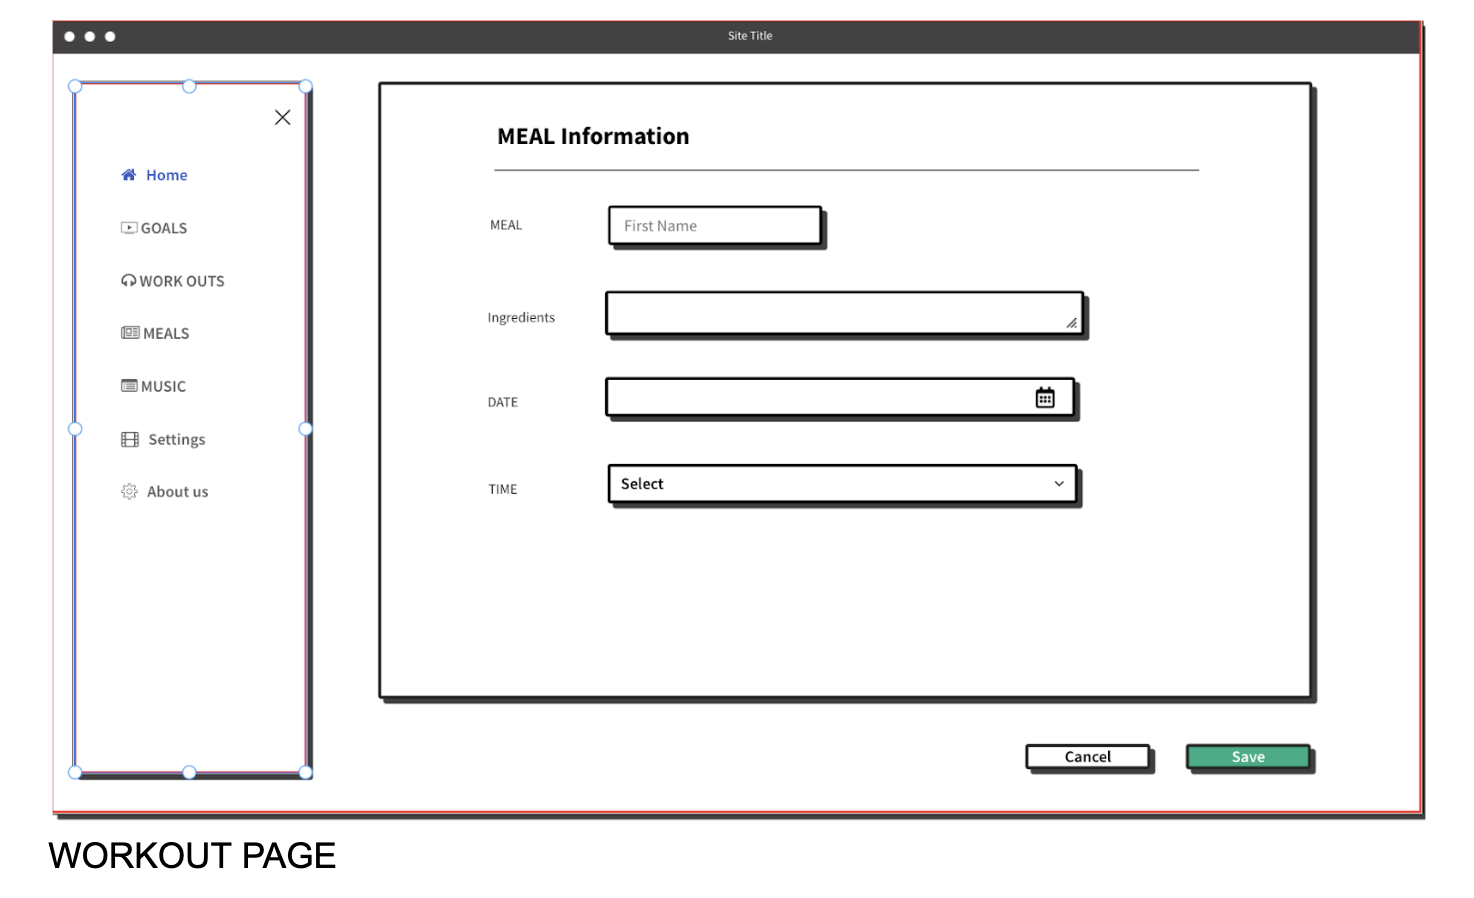 Site Title
Home
GOALS
WORK OUTS
MEALS
MUSIC
Settings
About us
MEAL Information
MEAL
First Name
Ingredients
DATE
TIME
Select
Cancel
Save
WORKOUT PAGE